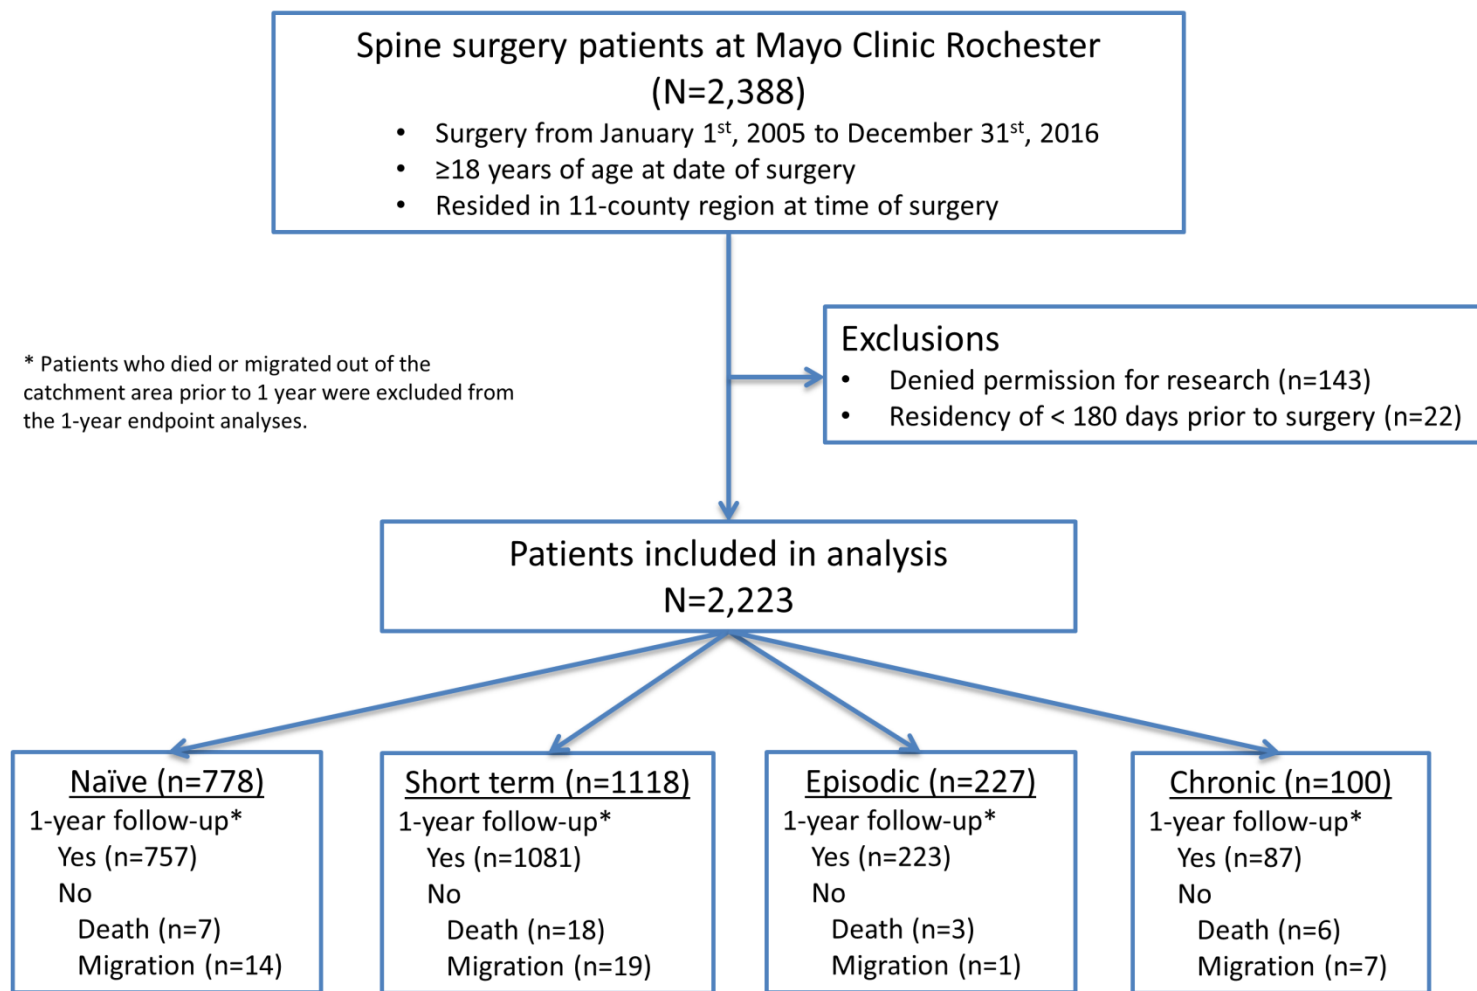 Spine surgery patients at Mayo Clinic Rochester
(N=2,388)
• Surgery from January 1st, 2005 to December 31st, 2016
• ≥18 years of age at date of surgery
• Resided in 11-county region at time of surgery
Exclusions
• Denied permission for research (n=143)
• Residency of < 180 days prior to surgery (n=22)
* Patients who died or migrated out of the
catchment area prior to 1 year were excluded from
the 1-year endpoint analyses.
Patients included in analysis
N=2,223
Naïve (n=778)
1-year follow-up*
Yes (n=757)
No
Death (n=7)
Migration (n=14)
Short term (n=1118)
1-year follow-up*
Yes (n=1081)
No
Death (n=18)
Migration (n=19)
Episodic (n=227)
1-year follow-up*
Yes (n=223)
No
Death (n=3)
Migration (n=1)
Chronic (n=100)
1-year follow-up*
Yes (n=87)
No
Death (n=6)
Migration (n=7)